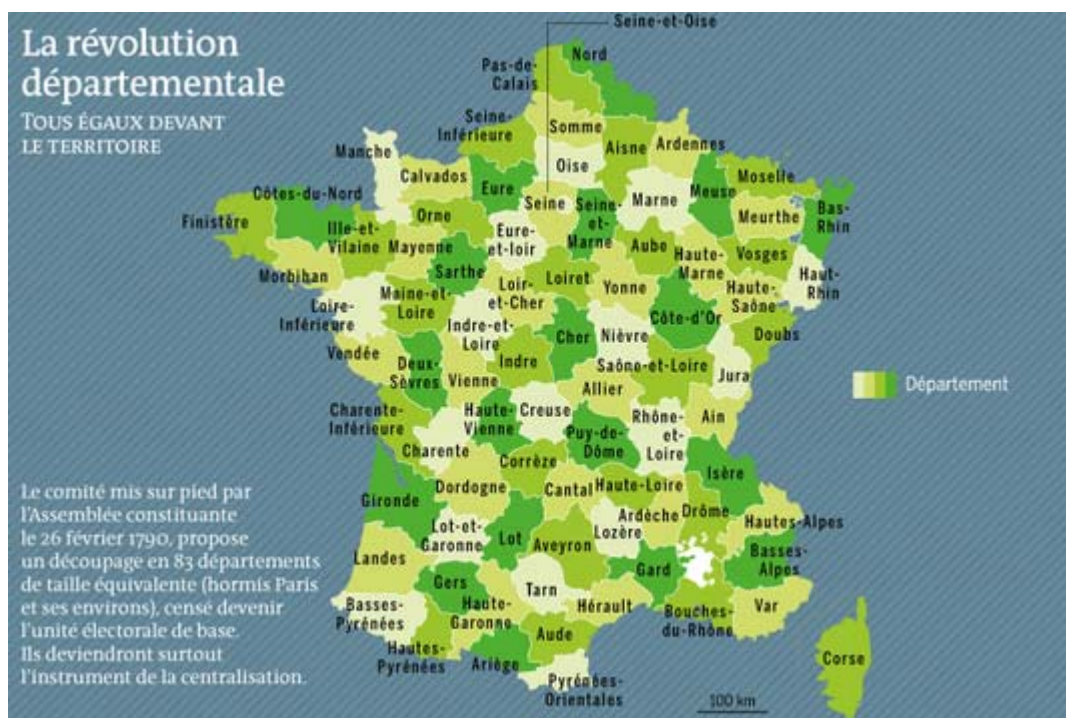 La révolution
départementale
TOUS ÉGAUX DEVANT
LE TERRITOIRE
Seine-et-Oise
Nord
Pas-de-
Calais
Seine-
Inférieure
Somme
Aisne
Ardennes
Manche
Oise
Calvados
Eure
Marne
Meuse
Moselle
Côtes-du-Nord
Seine
Seine-
et-
Marne
Meurthe
Bas-
Rhin
Finistère
Orne
Ille-et-
Vilaine
Mayenne
Eure-
et-loir
Aube
Haute-
Marne
Vosges
Morbihan
Sarthe
Loiret
Yonne
Haut-
Rhin
Haute-
Saône
Loir-
et-Cher
Maine-et-
Loire
Loire-
Inférieure
Indre-et-
Loire
Cher
Nièvre
Côte-d'Or
Doubs
Vendée
Deux-
Sèvres
Vienne
Indre
Saône-et-Loire
Jura
Allier
Département
Charente-
Inférieure
Haute-
Vienne
Creuse
Puy-de-
Dôme
Rhône-
et-
Loire
Ain
Charente
Corrèze
Isère
Gironde
Dordogne
Cantal
Haute-Loire
Ardèche
Drôme
Hautes-Alpes
Lot-et-
Garonne
Lot
Aveyron
Lozère
Landes
Gard
Basses-
Alpes
Gers
Tarn
Basses-
Pyrénées
Haute-
Garonne
Hérault
Bouches-
du-Rhône
Var
Hautes-
Pyrénées
Ariège
Aude
Pyrénées-
Orientales
Corse
100 km
Le comité mis sur pied par
l'Assemblée constituante
le 26 février 1790, propose
un découpage en 83 départements
de taille équivalente (hormis Paris
et ses environs), censé devenir
l'unité électorale de base.
Ils deviendront surtout
l'instrument de la centralisation.